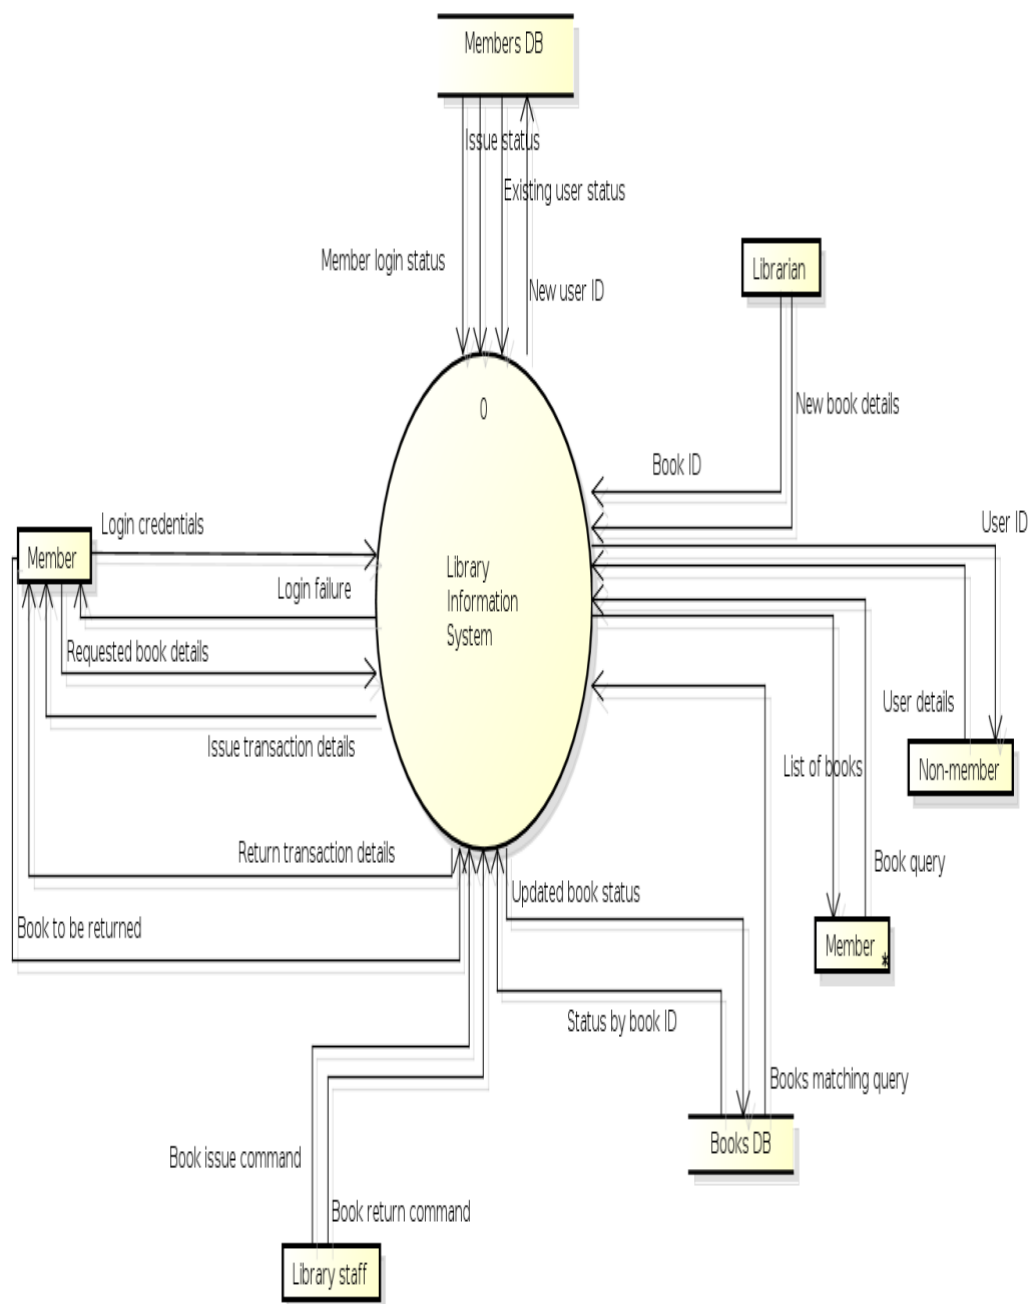 Members DB
Issue status
Existing user status
Member login status
New user ID
Librarian
New book details
0
Book ID
Login credentials
User ID
Member
Library
Information
System
Login failure
Requested book details
User details
Issue transaction details
List of books
Non-member
Return transaction details
Book query
Updated book status
Book to be returned
Member
*
Status by book ID
Books matching query
Books DB
Book issue command
Book return command
Library staff